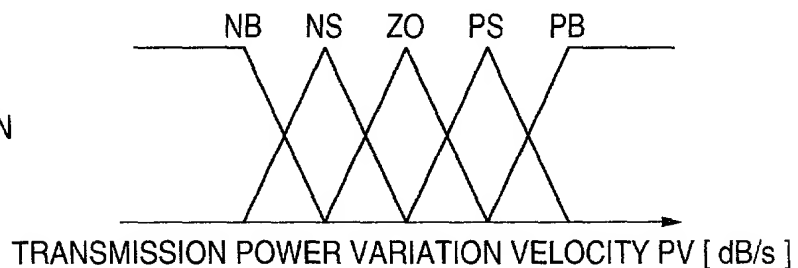 NB NS ZO PS PB
N
TRANSMISSION POWER VARIATION VELOCITY PV [ dB/s ]